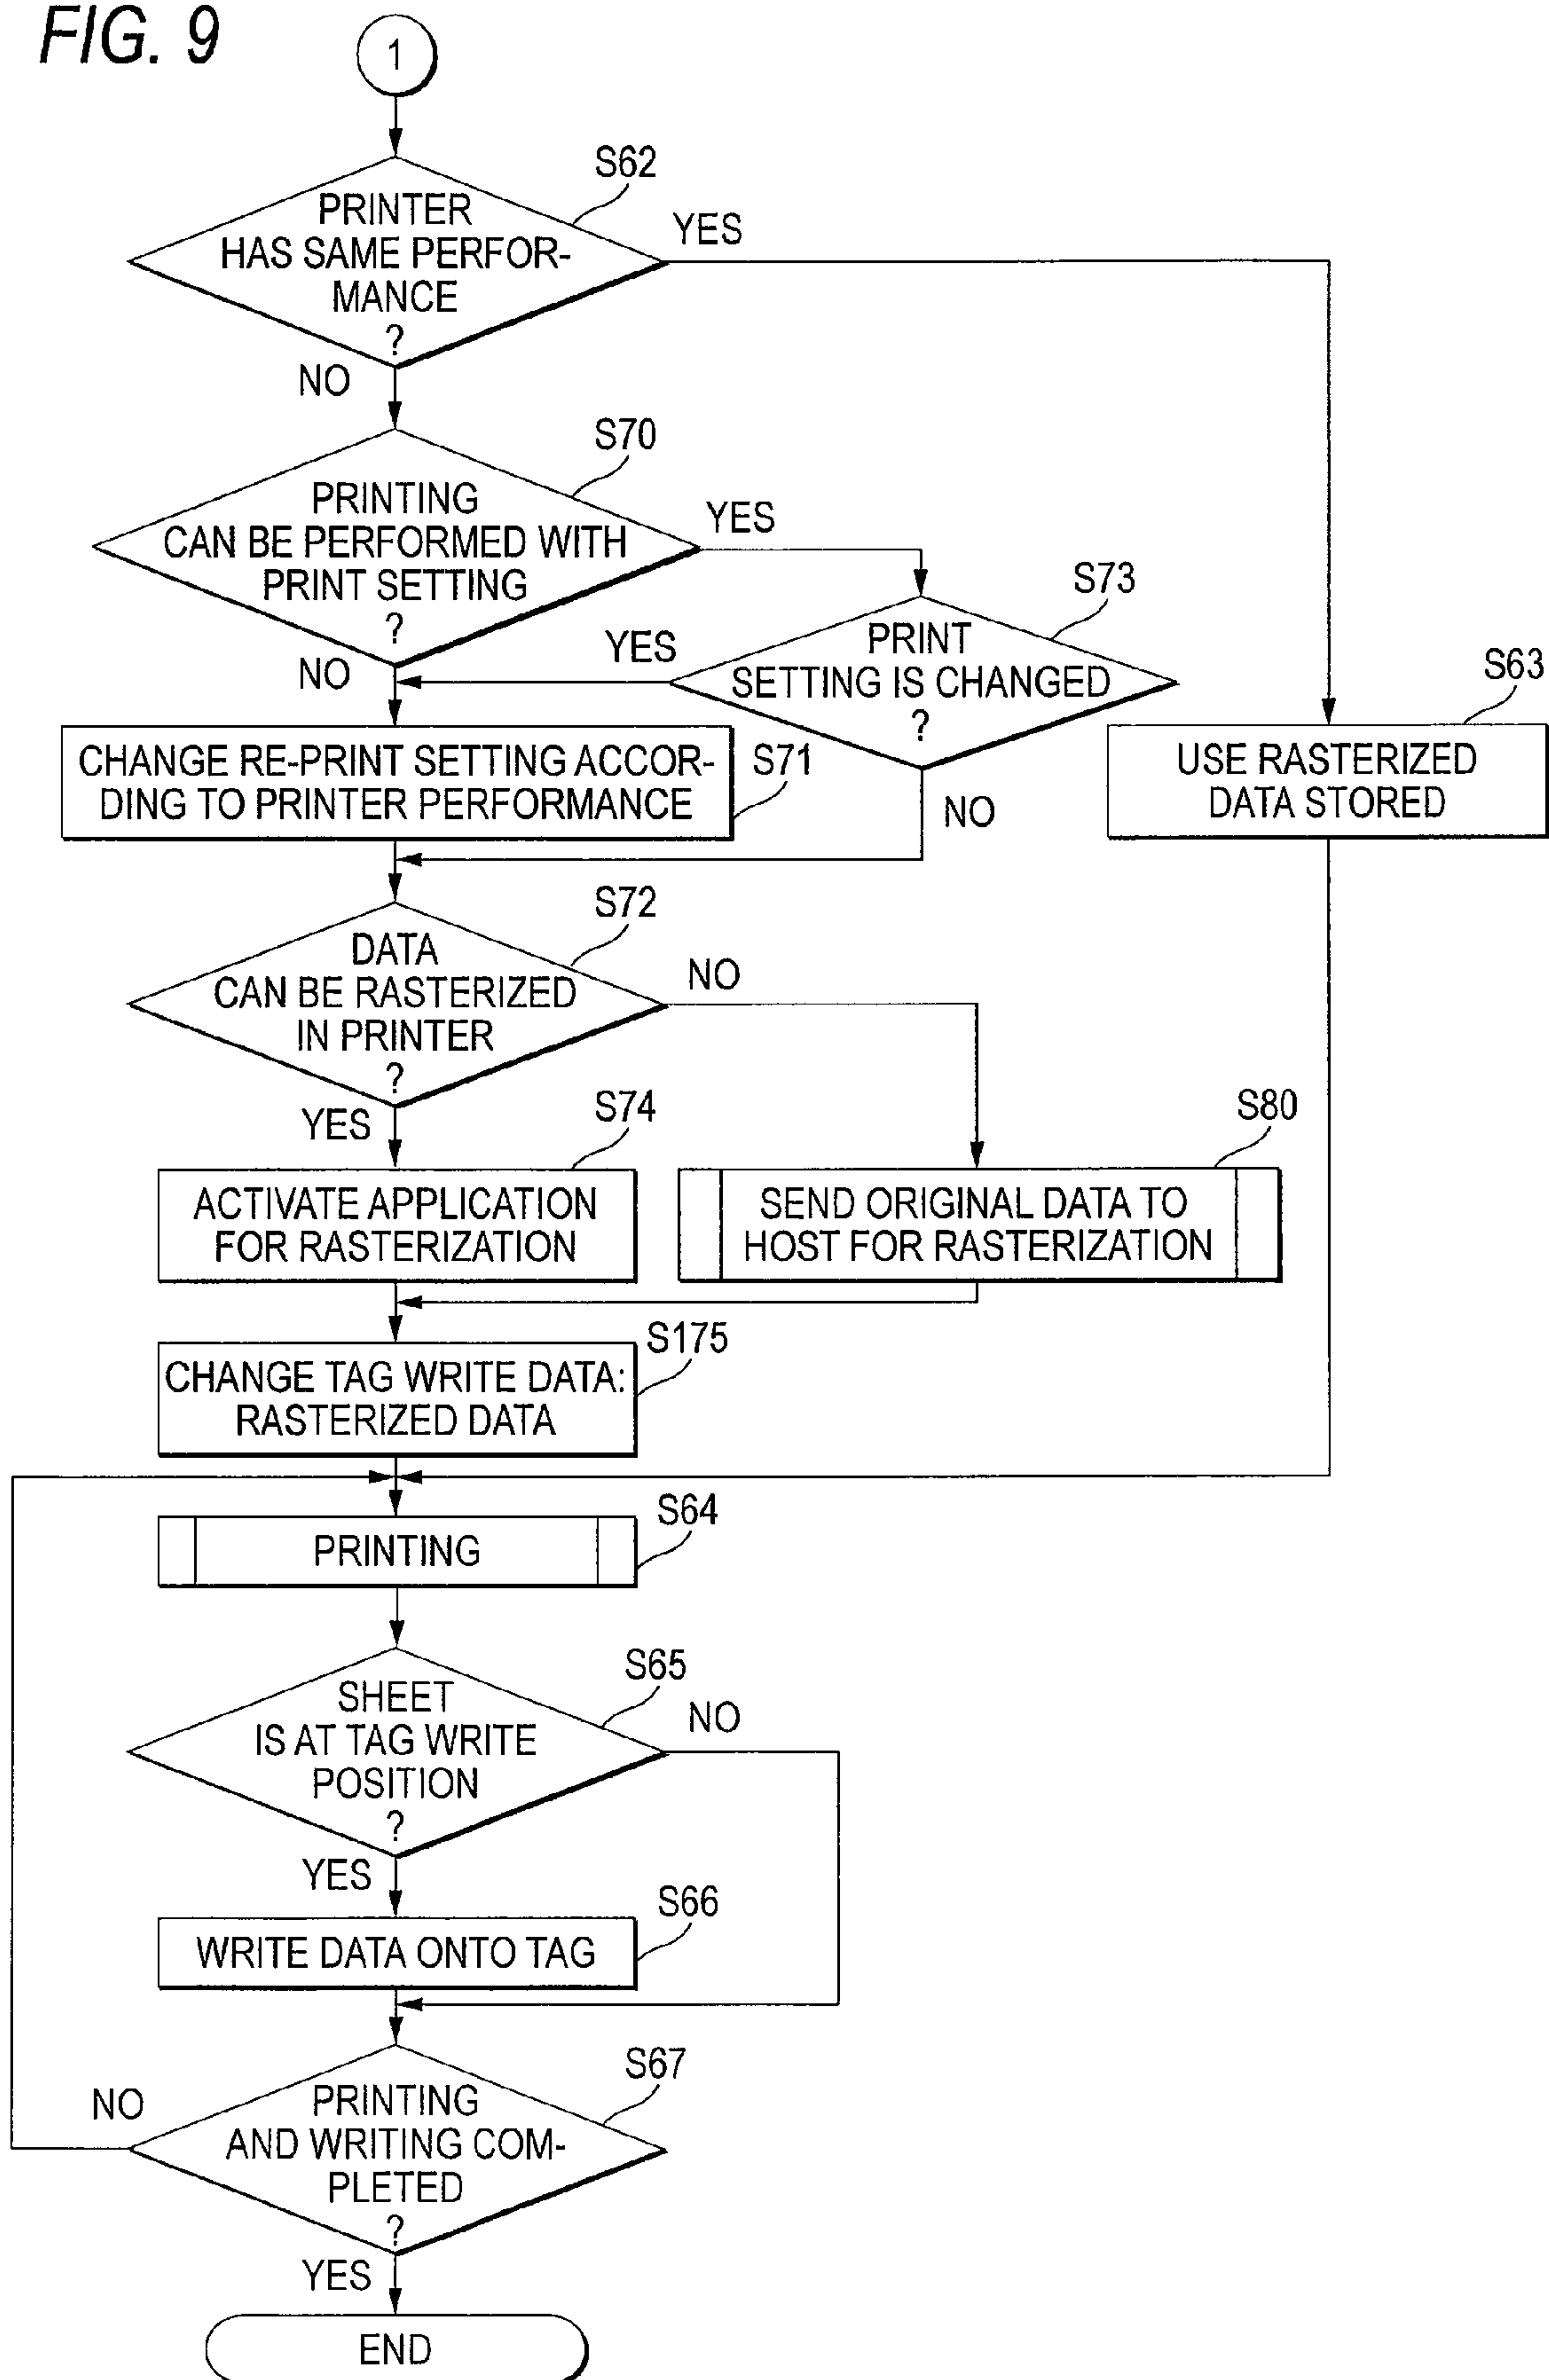 FIG. 9
1
S62
PRINTER
HAS SAME PERFOR-
MANCE
?
YES
NO
S70
PRINTING
CAN BE PERFORMED WITH
PRINT SETTING
?
YES
NO
S73
PRINT
SETTING IS CHANGED
?
YES
NO
S63
USE RASTERIZED
DATA STORED
CHANGE RE-PRINT SETTING ACCOR-
DING TO PRINTER PERFORMANCE
S71
S72
DATA
CAN BE RASTERIZED
IN PRINTER
?
NO
YES
S74
ACTIVATE APPLICATION
FOR RASTERIZATION
S80
SEND ORIGINAL DATA TO
HOST FOR RASTERIZATION
S175
CHANGE TAG WRITE DATA:
RASTERIZED DATA
S64
PRINTING
S65
SHEET
IS AT TAG WRITE
POSITION
?
NO
YES
S66
WRITE DATA ONTO TAG
S67
PRINTING
AND WRITING COM-
PLETED
?
NO
YES
END